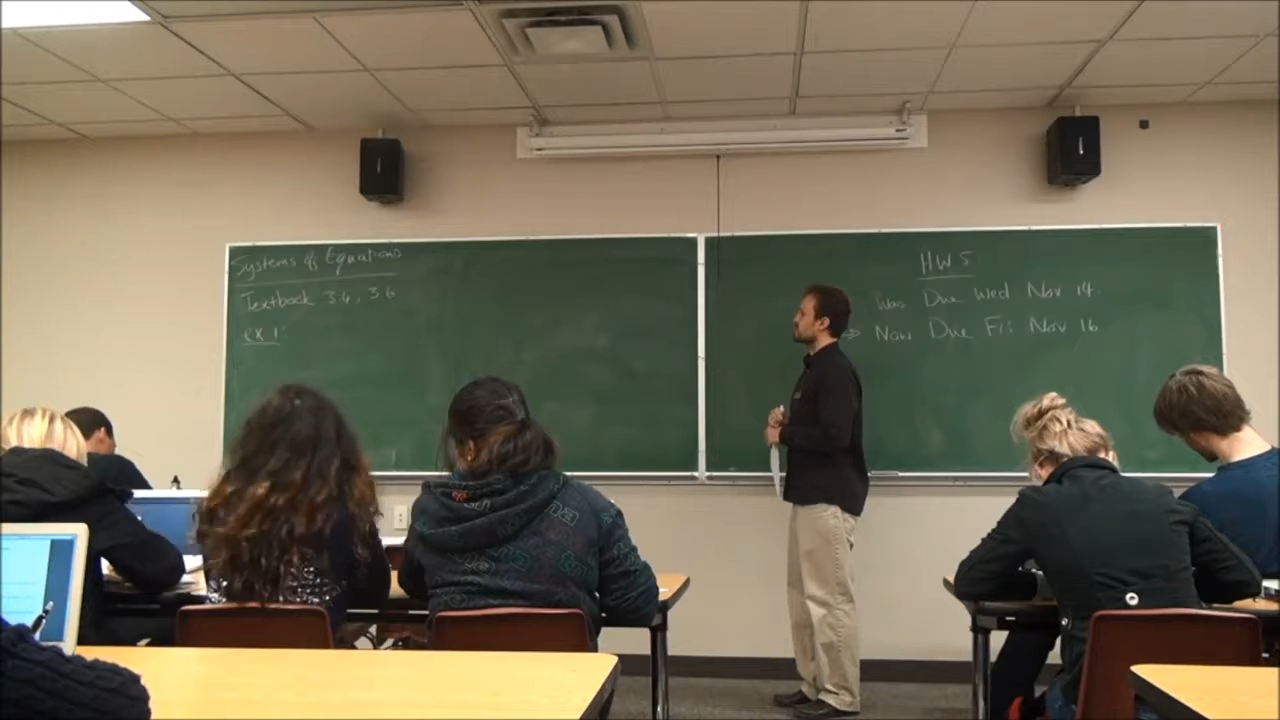 Systems of Equations
Textbook 3.4, 3.6
ex 1:
HW 5
Was Due Wed Nov 14.
⇒ Now Due Fri Nov 16